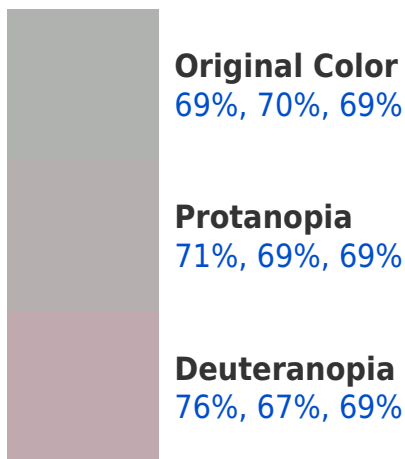 Original Color
69%, 70%, 69%
Protanopia
71%, 69%, 69%
Deuteranopia
76%, 67%, 69%